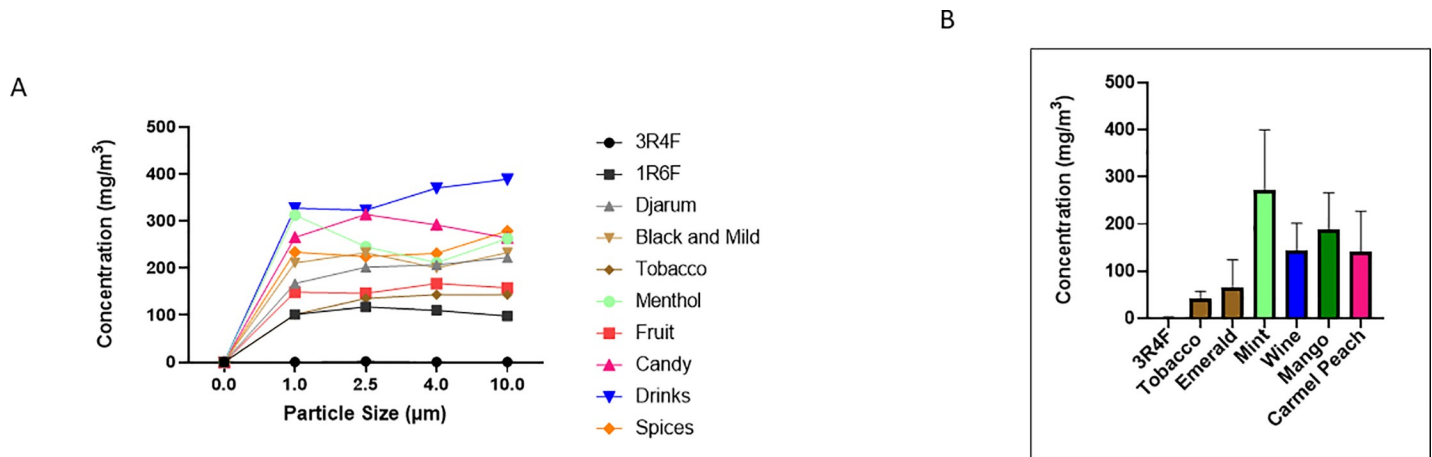 A
Concentration (mg/m³)
500
400
300
200
100
0
0.0 1.0 2.5 4.0 10.0
Particle Size (μm)
3R4F
1R6F
Djarum
Black and Mild
Tobacco
Menthol
Fruit
Candy
Drinks
Spices
B
Concentration (mg/m³)
500
400
300
200
100
0
3R4F
Tobacco
Emerald
Mint
Wine
Mango
Carmel Peach